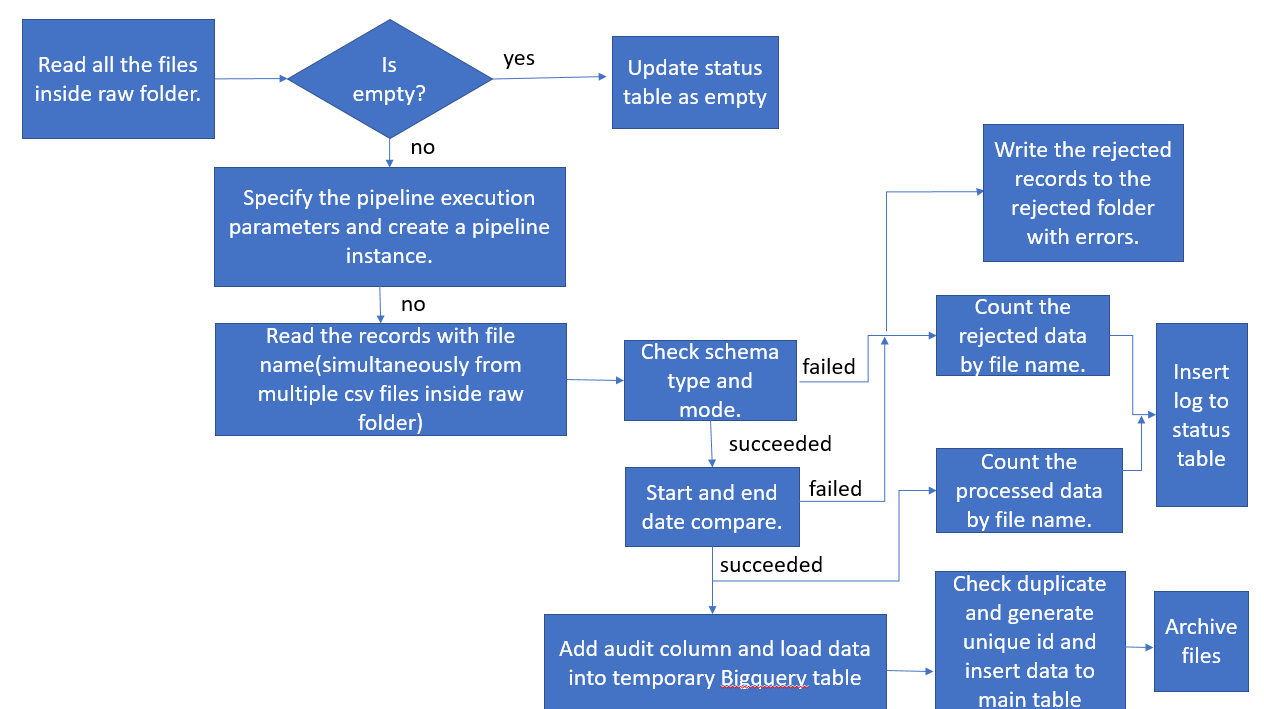 Read all the files
inside raw folder.
Is
empty?
yes
Update status
table as empty
no
Specify the pipeline execution
parameters and create a pipeline
instance.
no
Read the records with file
name(simultaneously from
multiple csv files inside raw
folder)
Check schema
type and
mode.
failed
succeeded
Start and end
date compare.
failed
succeeded
Write the rejected
records to the
rejected folder
with errors.
Count the
rejected data
by file name.
Count the
processed data
by file name.
Insert
log to
status
table
Add audit column and load data
into temporary Bigquery table
Check duplicate
and generate
unique id and
insert data to
main table
Archive
files